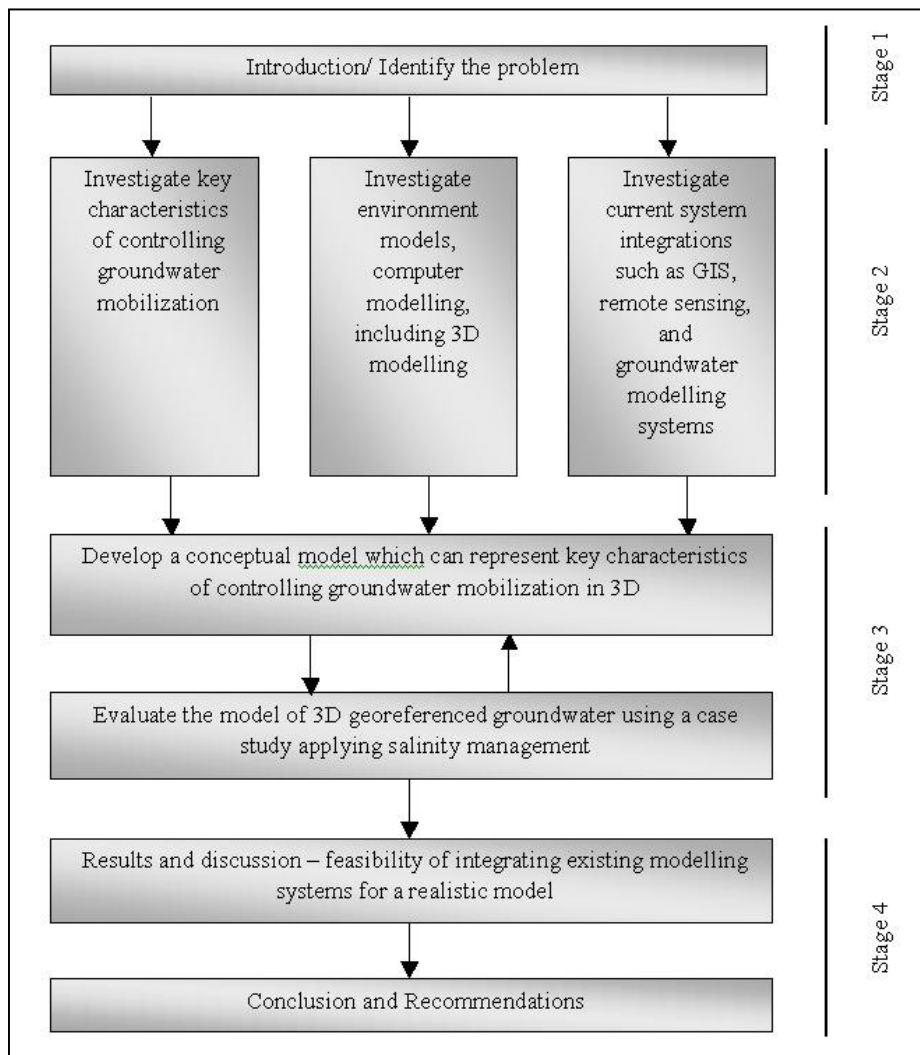 Introduction/ Identify the problem
Stage 1
Investigate key
characteristics
of controlling
groundwater
mobilization
Investigate
environment
models,
computer
modelling,
including 3D
modelling
Investigate
current system
integrations
such as GIS,
remote sensing,
and
groundwater
modelling
systems
Stage 2
Develop a conceptual model which can represent key characteristics
of controlling groundwater mobilization in 3D
Evaluate the model of 3D georeferenced groundwater using a case
study applying salinity management
Stage 3
Results and discussion – feasibility of integrating existing modelling
systems for a realistic model
Conclusion and Recommendations
Stage 4